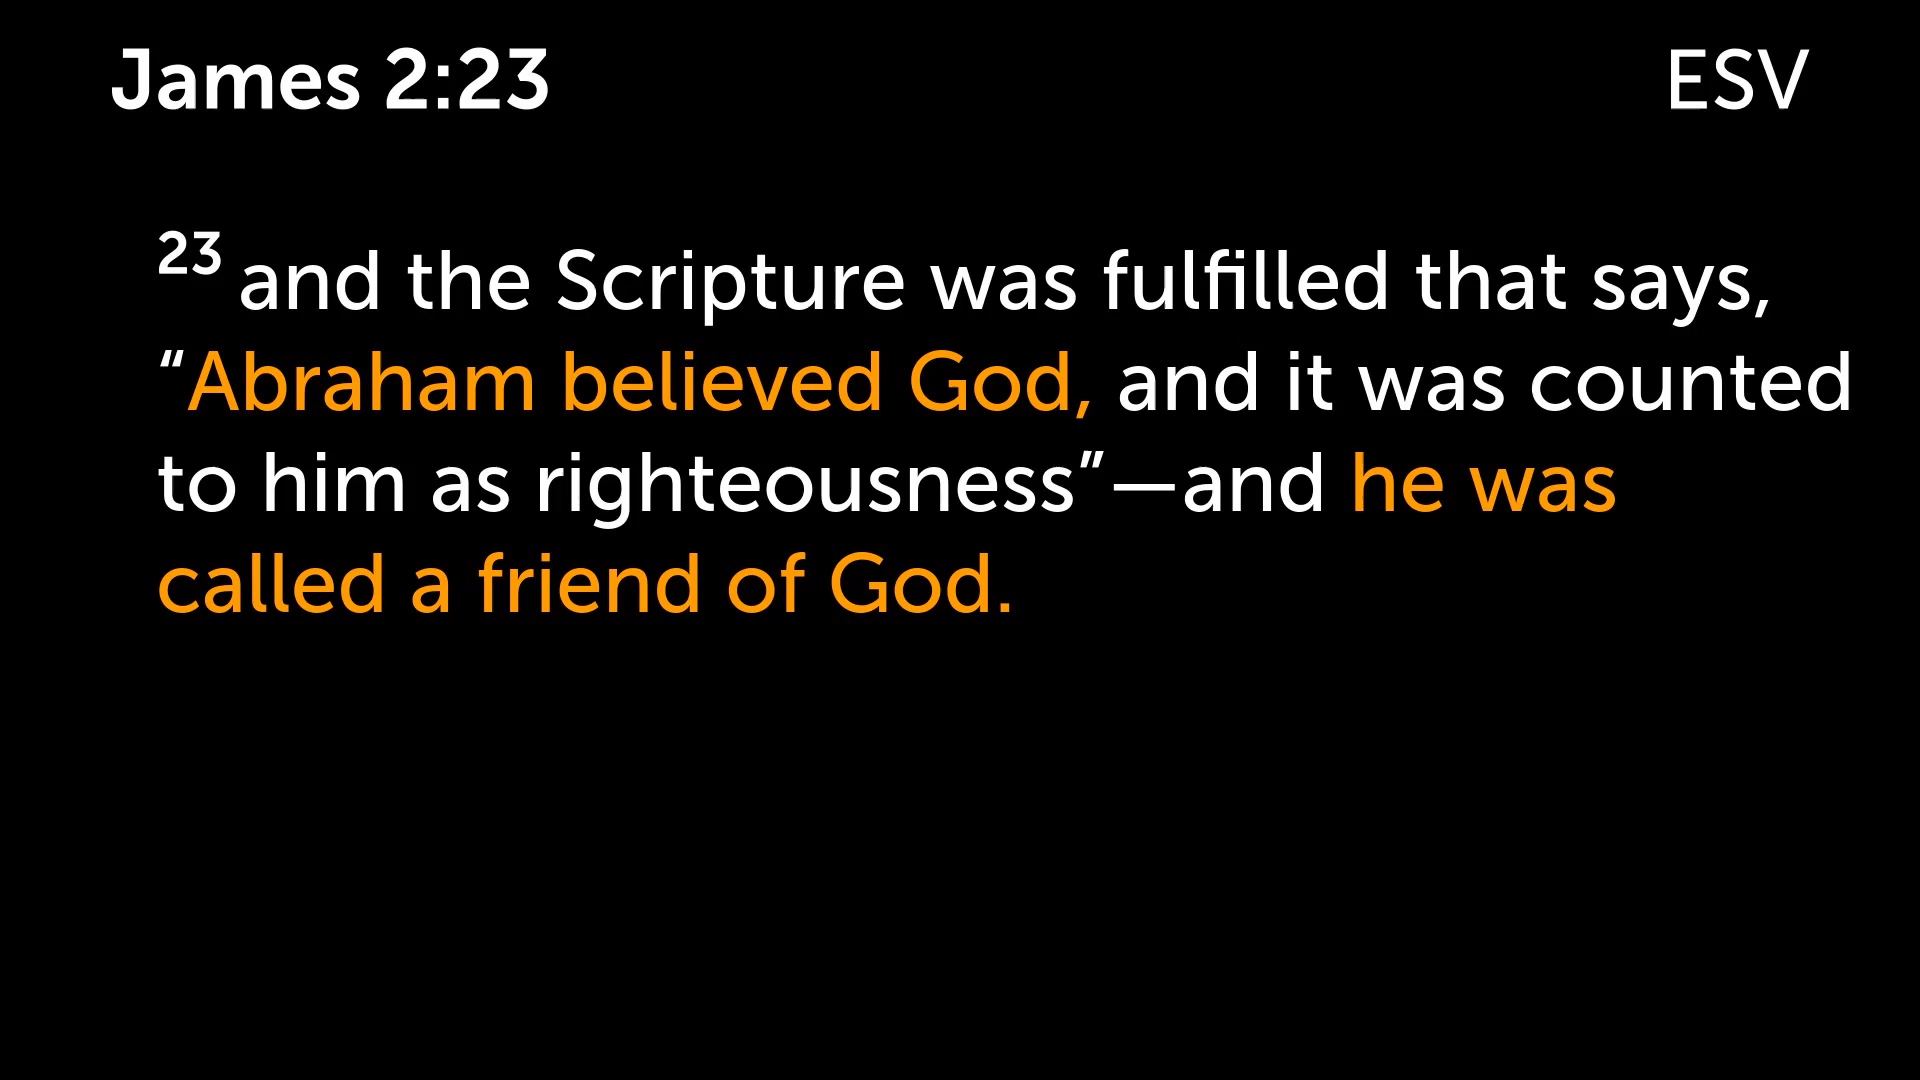 James 2:23
ESV
23 and the Scripture was fulfilled that says,
“Abraham believed God, and it was counted
to him as righteousness”—and he was
called a friend of God.